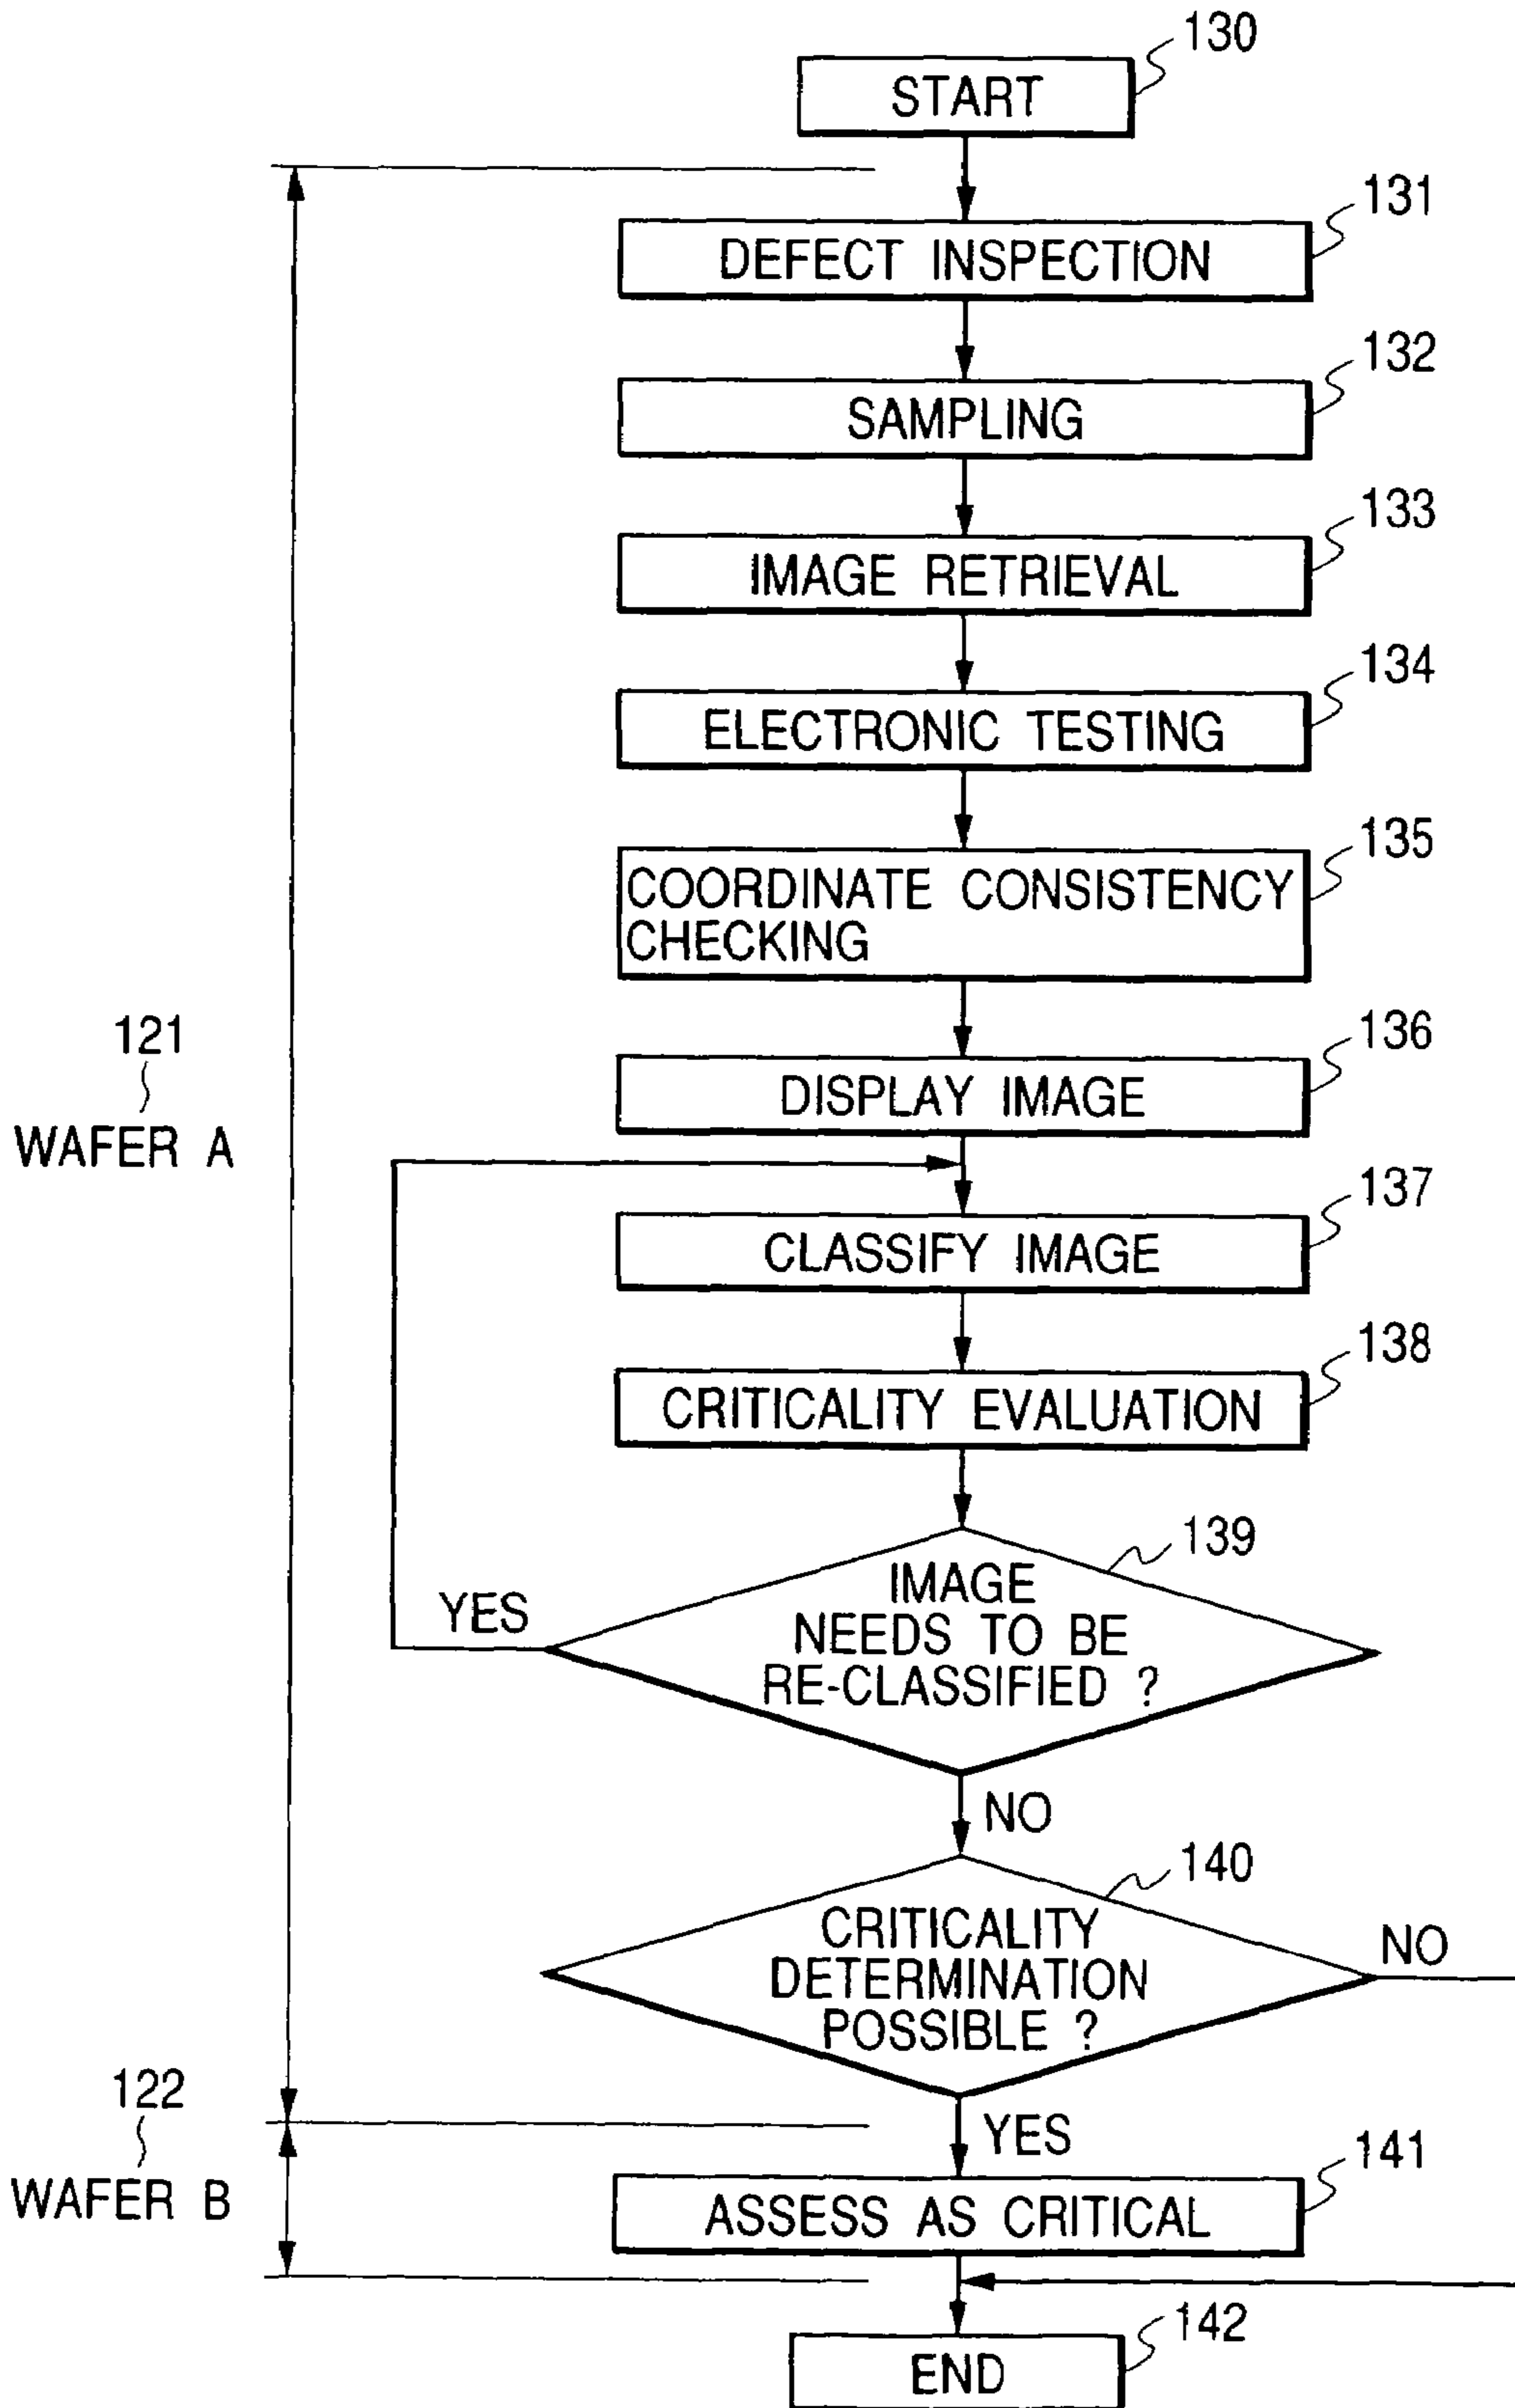 130
START
131
DEFECT INSPECTION
132
SAMPLING
133
IMAGE RETRIEVAL
134
ELECTRONIC TESTING
135
COORDINATE CONSISTENCY
CHECKING
121
WAFER A
136
DISPLAY IMAGE
137
CLASSIFY IMAGE
138
CRITICALITY EVALUATION
139
IMAGE
NEEDS TO BE
RE-CLASSIFIED ?
YES
NO
140
CRITICALITY
DETERMINATION
POSSIBLE ?
NO
YES
122
WAFER B
141
ASSESS AS CRITICAL
142
END